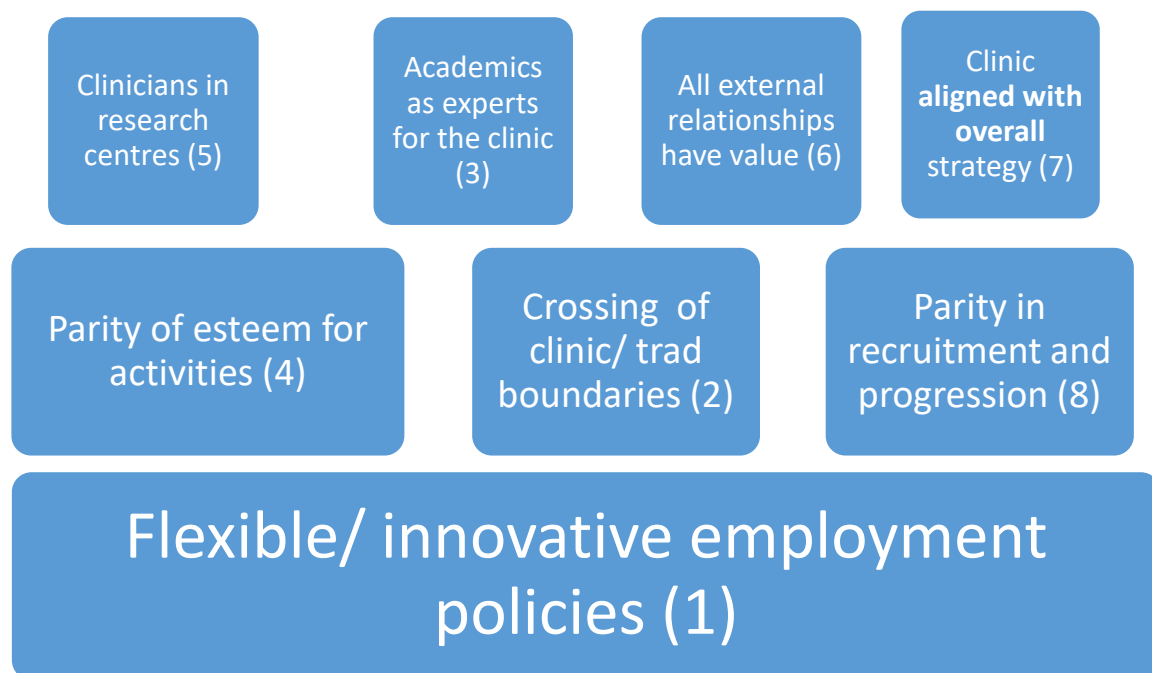 Clinicians in
research
centres (5)
Academics
as experts
for the clinic
(3)
All external
relationships
have value (6)
Clinic
aligned with
overall
strategy (7)
Parity of esteem for
activities (4)
Crossing  of
clinic/ trad
boundaries (2)
Parity in
recruitment and
progression (8)
Flexible/ innovative employment
policies (1)